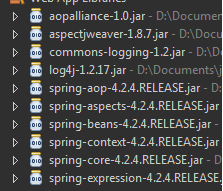 Web App Libraries
aopalliance-1.0.jar - D:\Document
aspectjweaver-1.8.7.jar - D:\Docu
commons-logging-1.2.jar - D:\Do
log4j-1.2.17.jar - D:\Documents\j
spring-aop-4.2.4.RELEASE.jar - D
spring-aspects-4.2.4.RELEASE.jar
spring-beans-4.2.4.RELEASE.jar -
spring-context-4.2.4.RELEASE.jar
spring-core-4.2.4.RELEASE.jar - D
spring-expression-4.2.4.RELEASE